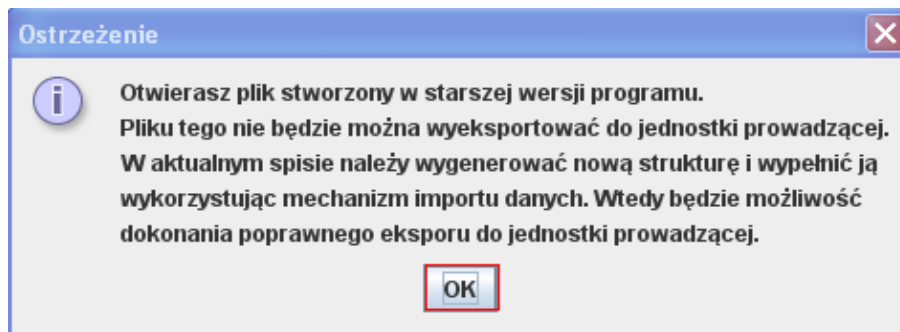 Ostrzeżenie
Otwierasz plik stworzony w starszej wersji programu.
Pliku tego nie będzie można wyeksportować do jednostki prowadzącej.
W aktualnym spisie należy wygenerować nową strukturę i wypełnić ją
wykorzystując mechanizm importu danych. Wtedy będzie możliwość
dokonania poprawnego eksporu do jednostki prowadzącej.
OK